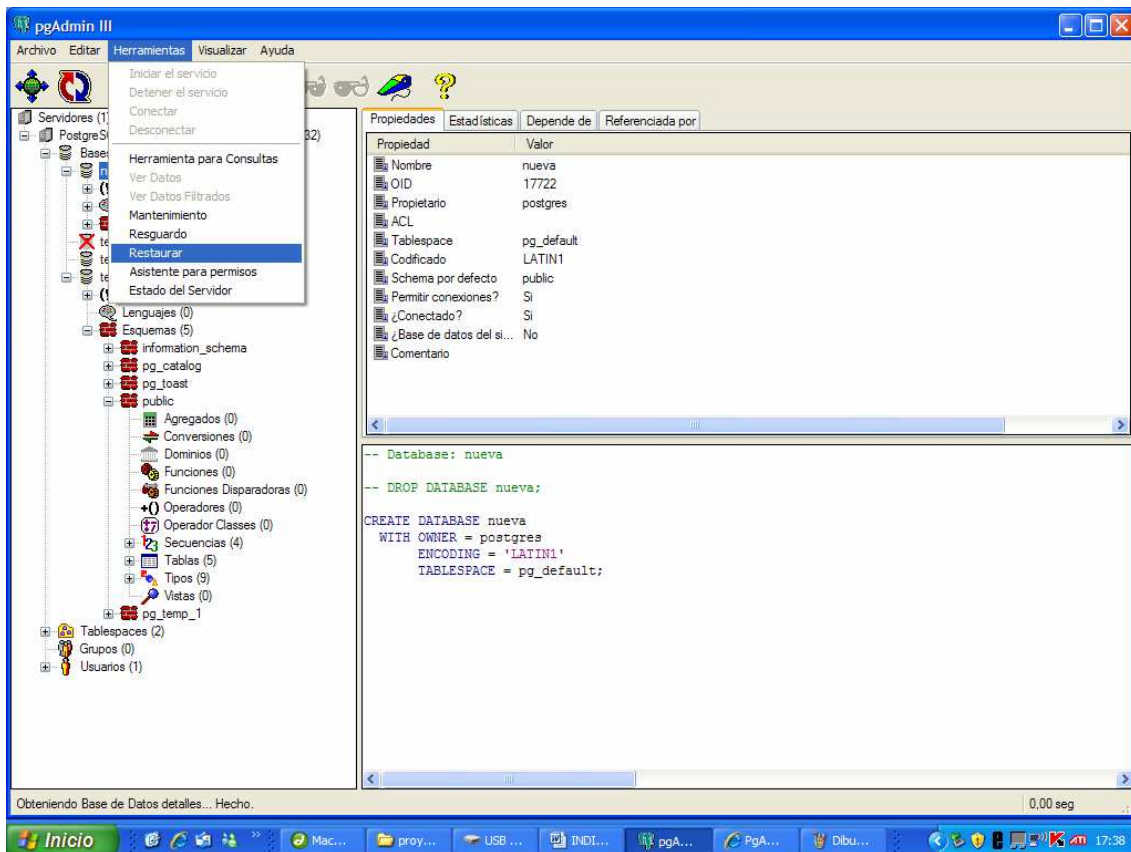 pgAdmin III
Archivo Editar Herramientas Visualizar Ayuda
Iniciar el servicio
Detener el servicio
Conectar
Desconectar
Herramienta para Consultas
Ver Datos
Ver Datos Filtrados
Mantenimiento
Resguardo
Restaurar
Asistente para permisos
Estado del Servidor
Servidores (1)
PostgreS 32)
Bases
n
te
te
te
Lenguajes (0)
Esquemas (5)
information_schema
pg_catalog
pg_toast
public
Agregados (0)
Conversiones (0)
Dominios (0)
Funciones (0)
Funciones Disparadoras (0)
Operadores (0)
Operador Classes (0)
Secuencias (4)
Tablas (5)
Tipos (9)
Vistas (0)
pg_temp_1
Tablespaces (2)
Grupos (0)
Usuarios (1)
Propiedades Estadísticas Depende de Referenciada por
Propiedad Valor
Nombre nueva
OID 17722
Propietario postgres
ACL
Tablespace pg_default
Codificado LATIN1
Schema por defecto public
Permitir conexiones? Si
¿Conectado? Si
¿Base de datos del si... No
Comentario
-- Database: nueva
-- DROP DATABASE nueva;
CREATE DATABASE nueva
WITH OWNER = postgres
ENCODING = 'LATIN1'
TABLESPACE = pg_default;
Obteniendo Base de Datos detalles... Hecho. 0,00 seg
Inicio Mac... proy... USB ... INDI... pgA... PgA... Dibu... 17:38